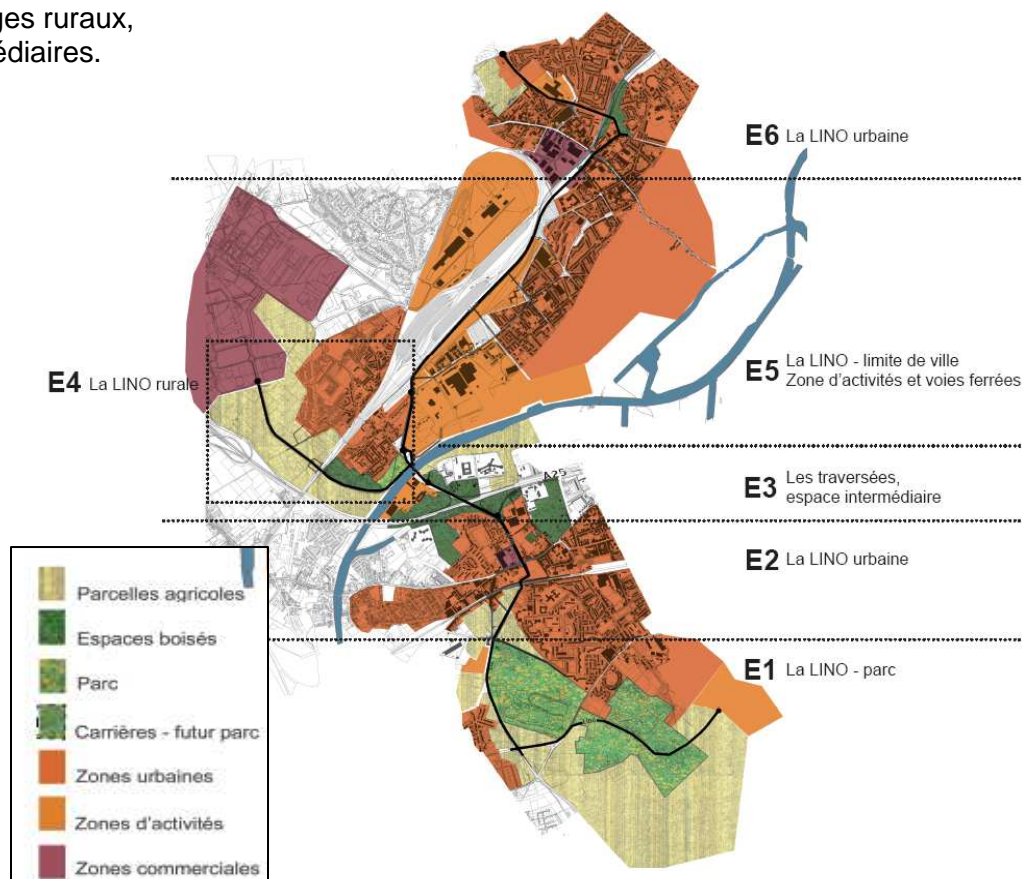 ges ruraux,
édiaires.
E6 La LINO urbaine
E4 La LINO rurale
E5 La LINO - limite de ville
Zone d'activités et voies ferrées
A25
E3 Les traversées,
espace intermédiaire
E2 La LINO urbaine
E1 La LINO - parc
Parcelles agricoles
Espaces boisés
Parc
Carrières - futur parc
Zones urbaines
Zones d'activités
Zones commerciales